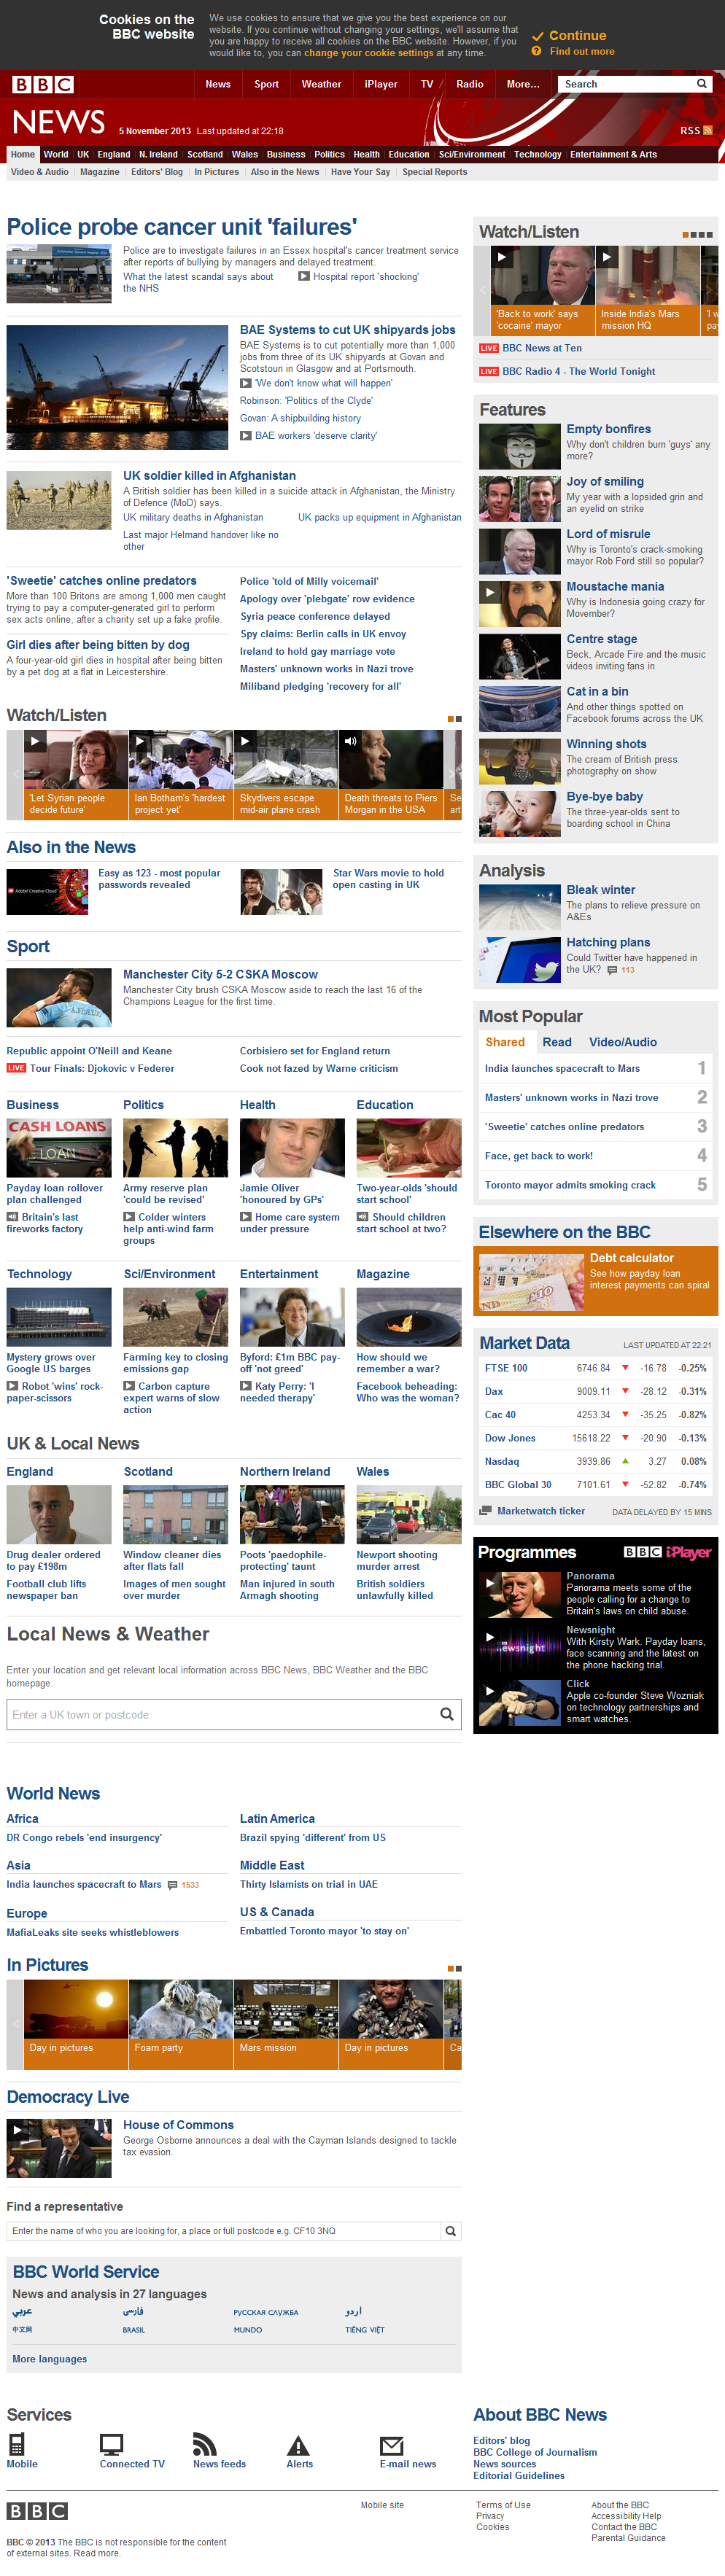 Cookies on the
BBC website
We use cookies to ensure that we give you the best experience on our
website. If you continue without changing your settings, we'll assume that
you are happy to receive all cookies on the BBC website. However, if you
would like to, you can change your cookie settings at any time.
Continue
Find out more
BBC
News
Sport
Weather
iPlayer
TV
Radio
More...
Search
NEWS
5 November 2013 Last updated at 22:18
RSS
Home World UK England N. Ireland Scotland Wales Business Politics Health Education Sci/Environment Technology Entertainment & Arts
Video & Audio Magazine Editors' Blog In Pictures Also in the News Have Your Say Special Reports
Police probe cancer unit 'failures'
Police are to investigate failures in an Essex hospital's cancer treatment service
after reports of bullying by managers and delayed treatment.
What the latest scandal says about
the NHS
Hospital report 'shocking'
BAE Systems to cut UK shipyards jobs
BAE Systems is to cut potentially more than 1,000
jobs from three of its UK shipyards at Govan and
Scotstoun in Glasgow and at Portsmouth.
'We don't know what will happen'
Robinson: 'Politics of the Clyde'
Govan: A shipbuilding history
BAE workers 'deserve clarity'
UK soldier killed in Afghanistan
A British soldier has been killed in a suicide attack in Afghanistan, the Ministry
of Defence (MoD) says.
UK military deaths in Afghanistan
UK packs up equipment in Afghanistan
Last major Helmand handover like no
other
'Sweetie' catches online predators
More than 100 Britons are among 1,000 men caught
trying to pay a computer-generated girl to perform
sex acts online, after a charity set up a fake profile.
Girl dies after being bitten by dog
A four-year-old girl dies in hospital after being bitten
by a pet dog at a flat in Leicestershire.
Police 'told of Milly voicemail'
Apology over 'plebgate' row evidence
Syria peace conference delayed
Spy claims: Berlin calls in UK envoy
Ireland to hold gay marriage vote
Masters' unknown works in Nazi trove
Miliband pledging 'recovery for all'
Watch/Listen
'Let Syrian people
decide future'
Ian Botham's 'hardest
project yet'
Skydivers escape
mid-air plane crash
Death threats to Piers
Morgan in the USA
Se
art
Also in the News
Adobe Creative Cloud
Easy as 123 - most popular
passwords revealed
Star Wars movie to hold
open casting in UK
Sport
Manchester City 5-2 CSKA Moscow
Manchester City brush CSKA Moscow aside to reach the last 16 of the
Champions League for the first time.
Republic appoint O'Neill and Keane
Corbisiero set for England return
LIVE Tour Finals: Djokovic v Federer
Cook not fazed by Warne criticism
Business
CASH LOANS
LOAN
Payday loan rollover
plan challenged
Britain's last
fireworks factory
Politics
Army reserve plan
'could be revised'
Colder winters
help anti-wind farm
groups
Health
Jamie Oliver
'honoured by GPs'
Home care system
under pressure
Education
Two-year-olds 'should
start school'
Should children
start school at two?
Technology
Mystery grows over
Google US barges
Robot 'wins' rock-
paper-scissors
Sci/Environment
Farming key to closing
emissions gap
Carbon capture
expert warns of slow
action
Entertainment
Byford: £1m BBC pay-
off 'not greed'
Katy Perry: 'I
needed therapy'
Magazine
How should we
remember a war?
Facebook beheading:
Who was the woman?
UK & Local News
England
Drug dealer ordered
to pay £198m
Football club lifts
newspaper ban
Scotland
Window cleaner dies
after flats fall
Images of men sought
over murder
Northern Ireland
Poots 'paedophile-
protecting' taunt
Man injured in south
Armagh shooting
Wales
Newport shooting
murder arrest
British soldiers
unlawfully killed
Local News & Weather
Enter your location and get relevant local information across BBC News, BBC Weather and the BBC
homepage.
Enter a UK town or postcode
World News
Africa
DR Congo rebels 'end insurgency'
Latin America
Brazil spying 'different' from US
Asia
India launches spacecraft to Mars 1533
Middle East
Thirty Islamists on trial in UAE
Europe
MafiaLeaks site seeks whistleblowers
US & Canada
Embattled Toronto mayor 'to stay on'
In Pictures
Day in pictures
Foam party
Mars mission
Day in pictures
Ca
Democracy Live
House of Commons
George Osborne announces a deal with the Cayman Islands designed to tackle
tax evasion.
Find a representative
Enter the name of who you are looking for, a place or full postcode e.g. CF10 3NQ
BBC World Service
News and analysis in 27 languages
عربي
فارسی
РУССКАЯ СЛУЖБА
اردو
中文网
BRASIL
MUNDO
TIẾNG VIỆT
More languages
Watch/Listen
'Back to work' says
'cocaine' mayor
Inside India's Mars
mission HQ
'I w
pay
LIVE BBC News at Ten
LIVE BBC Radio 4 - The World Tonight
Features
Empty bonfires
Why don't children burn 'guys' any
more?
Joy of smiling
My year with a lopsided grin and
an eyelid on strike
Lord of misrule
Why is Toronto's crack-smoking
mayor Rob Ford still so popular?
Moustache mania
Why is Indonesia going crazy for
Movember?
Centre stage
Beck, Arcade Fire and the music
videos inviting fans in
Cat in a bin
And other things spotted on
Facebook forums across the UK
Winning shots
The cream of British press
photography on show
Bye-bye baby
The three-year-olds sent to
boarding school in China
Analysis
Bleak winter
The plans to relieve pressure on
A&Es
Hatching plans
Could Twitter have happened in
the UK? 113
Most Popular
Shared Read Video/Audio
India launches spacecraft to Mars 1
Masters' unknown works in Nazi trove 2
'Sweetie' catches online predators 3
Face, get back to work! 4
Toronto mayor admits smoking crack 5
Elsewhere on the BBC
Debt calculator
See how payday loan
interest payments can spiral
Market Data
LAST UPDATED AT 22:21
FTSE 100 6746.84 -16.78 -0.25%
Dax 9009.11 -28.12 -0.31%
Cac 40 4253.34 -35.25 -0.82%
Dow Jones 15618.22 -20.90 -0.13%
Nasdaq 3939.86 3.27 0.08%
BBC Global 30 7101.61 -52.82 -0.74%
Marketwatch ticker
DATA DELAYED BY 15 MINS
Programmes
BBC iPlayer
Panorama
Panorama meets some of the
people calling for a change to
Britain's laws on child abuse.
newsnight
Newsnight
With Kirsty Wark. Payday loans,
face scanning and the latest on
the phone hacking trial.
Click
Apple co-founder Steve Wozniak
on technology partnerships and
smart watches.
Services
Mobile
Connected TV
News feeds
Alerts
E-mail news
About BBC News
Editors' blog
BBC College of Journalism
News sources
Editorial Guidelines
BBC
Mobile site
Terms of Use
Privacy
Cookies
About the BBC
Accessibility Help
Contact the BBC
Parental Guidance
BBC © 2013 The BBC is not responsible for the content
of external sites. Read more.